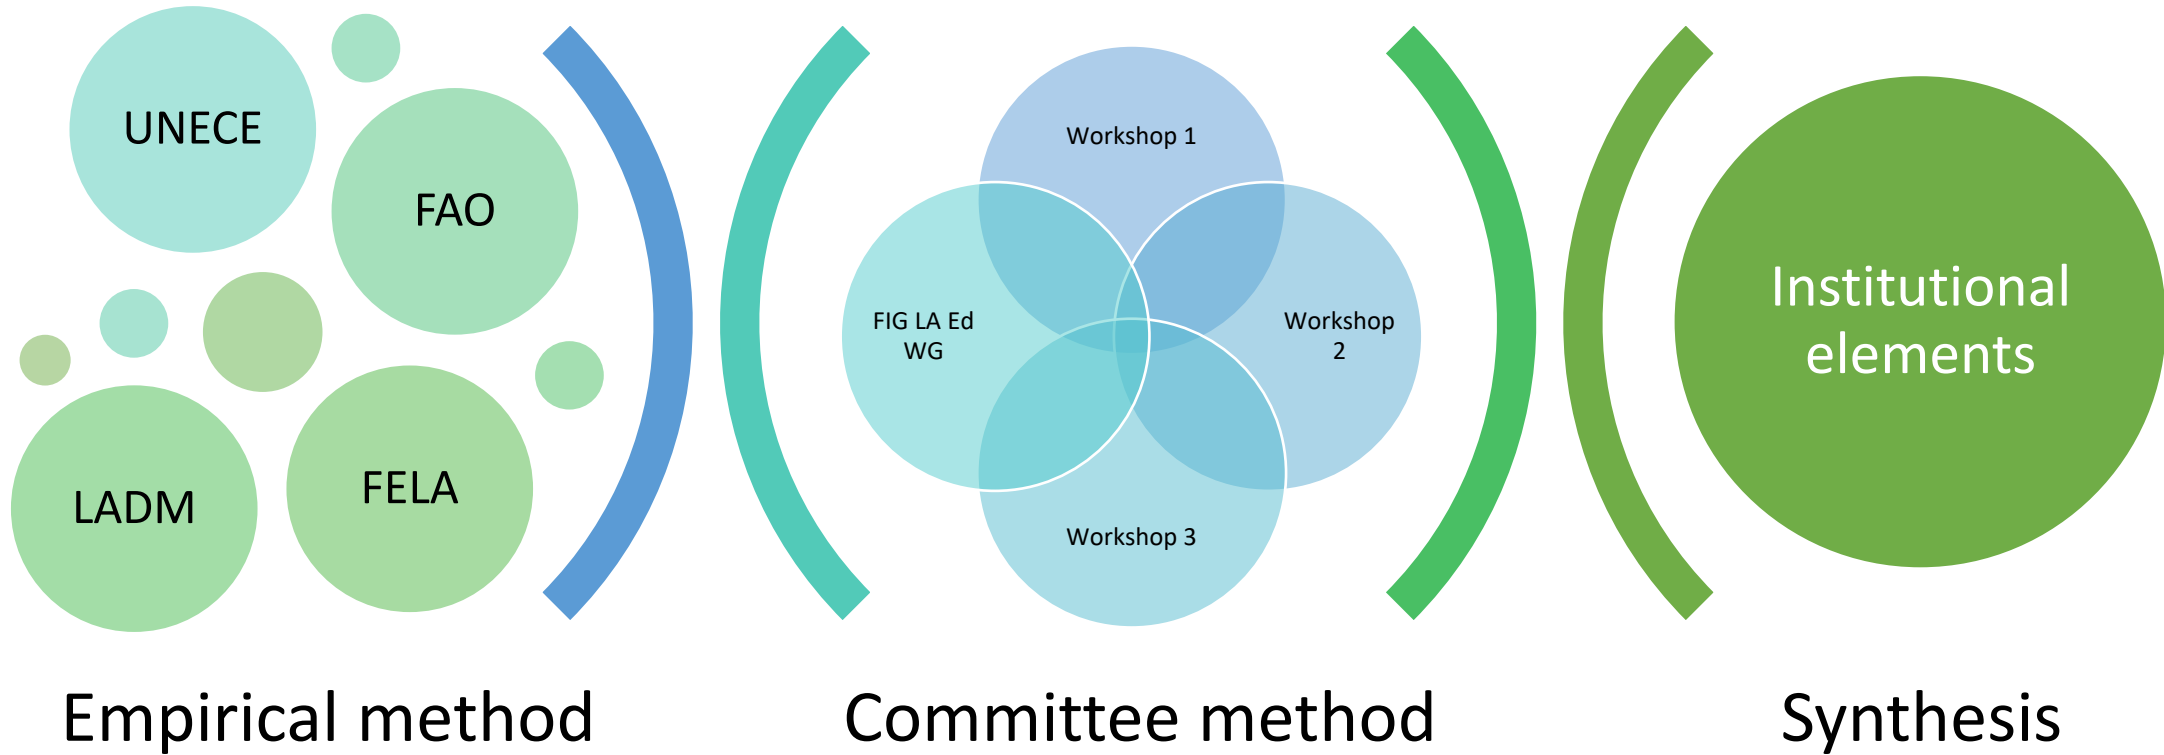 UNECE
FAO
LADM
FELA
Workshop 1
FIG LA Ed
WG
Workshop
2
Workshop 3
Institutional
elements
Empirical method
Committee method
Synthesis